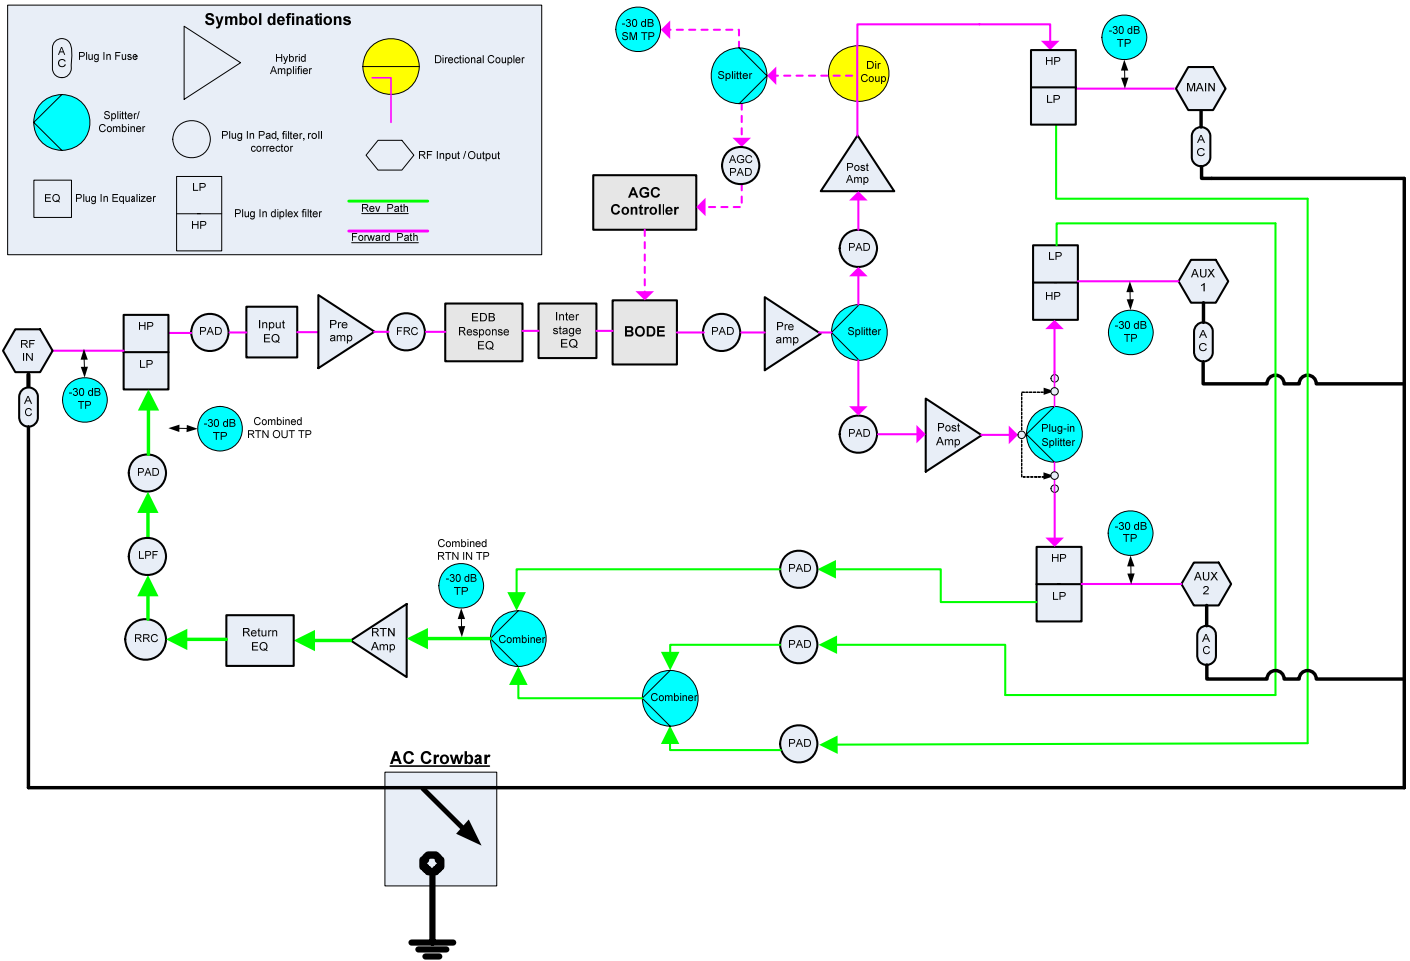 Symbol definations
A
C
Plug In Fuse
Hybrid
Amplifier
Directional Coupler
Splitter/
Combiner
Plug In Pad, filter, roll
corrector
RF Input / Output
EQ
Plug In Equalizer
LP
HP
Plug In diplex filter
Rev Path
Forward Path
-30 dB
SM TP
Splitter
Dir
Coup
AGC
PAD
AGC
Controller
Post
Amp
PAD
HP
LP
-30 dB
TP
MAIN
A
C
LP
HP
-30 dB
TP
AUX
1
A
C
RF
IN
A
C
-30 dB
TP
HP
LP
PAD
Input
EQ
Pre
amp
FRC
EDB
Response
EQ
Inter
stage
EQ
BODE
PAD
Pre
amp
Splitter
PAD
Post
Amp
Plug-in
Splitter
-30 dB
TP
Combined
RTN OUT TP
PAD
LPF
RRC
Return
EQ
RTN
Amp
Combined
RTN IN TP
-30 dB
TP
Combiner
Combiner
PAD
PAD
PAD
HP
LP
-30 dB
TP
AUX
2
A
C
AC Crowbar